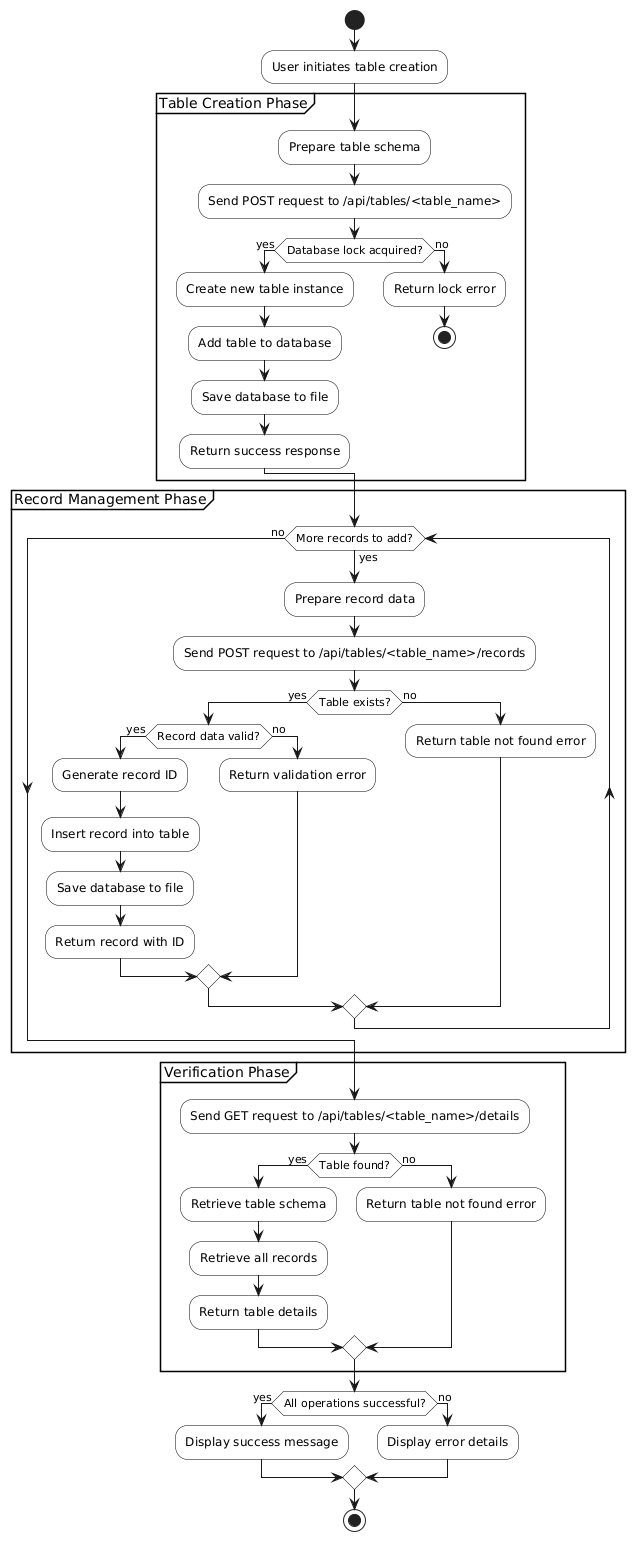 User initiates table creation
Table Creation Phase
Prepare table schema
Send POST request to /api/tables/<table_name>
Database lock acquired?
yes
no
Create new table instance
Return lock error
Add table to database
Save database to file
Return success response
Record Management Phase
More records to add?
no
yes
Prepare record data
Send POST request to /api/tables/<table_name>/records
Table exists?
yes
no
Record data valid?
yes
no
Return table not found error
Generate record ID
Return validation error
Insert record into table
Save database to file
Return record with ID
Verification Phase
Send GET request to /api/tables/<table_name>/details
Table found?
yes
no
Retrieve table schema
Return table not found error
Retrieve all records
Return table details
All operations successful?
yes
no
Display success message
Display error details